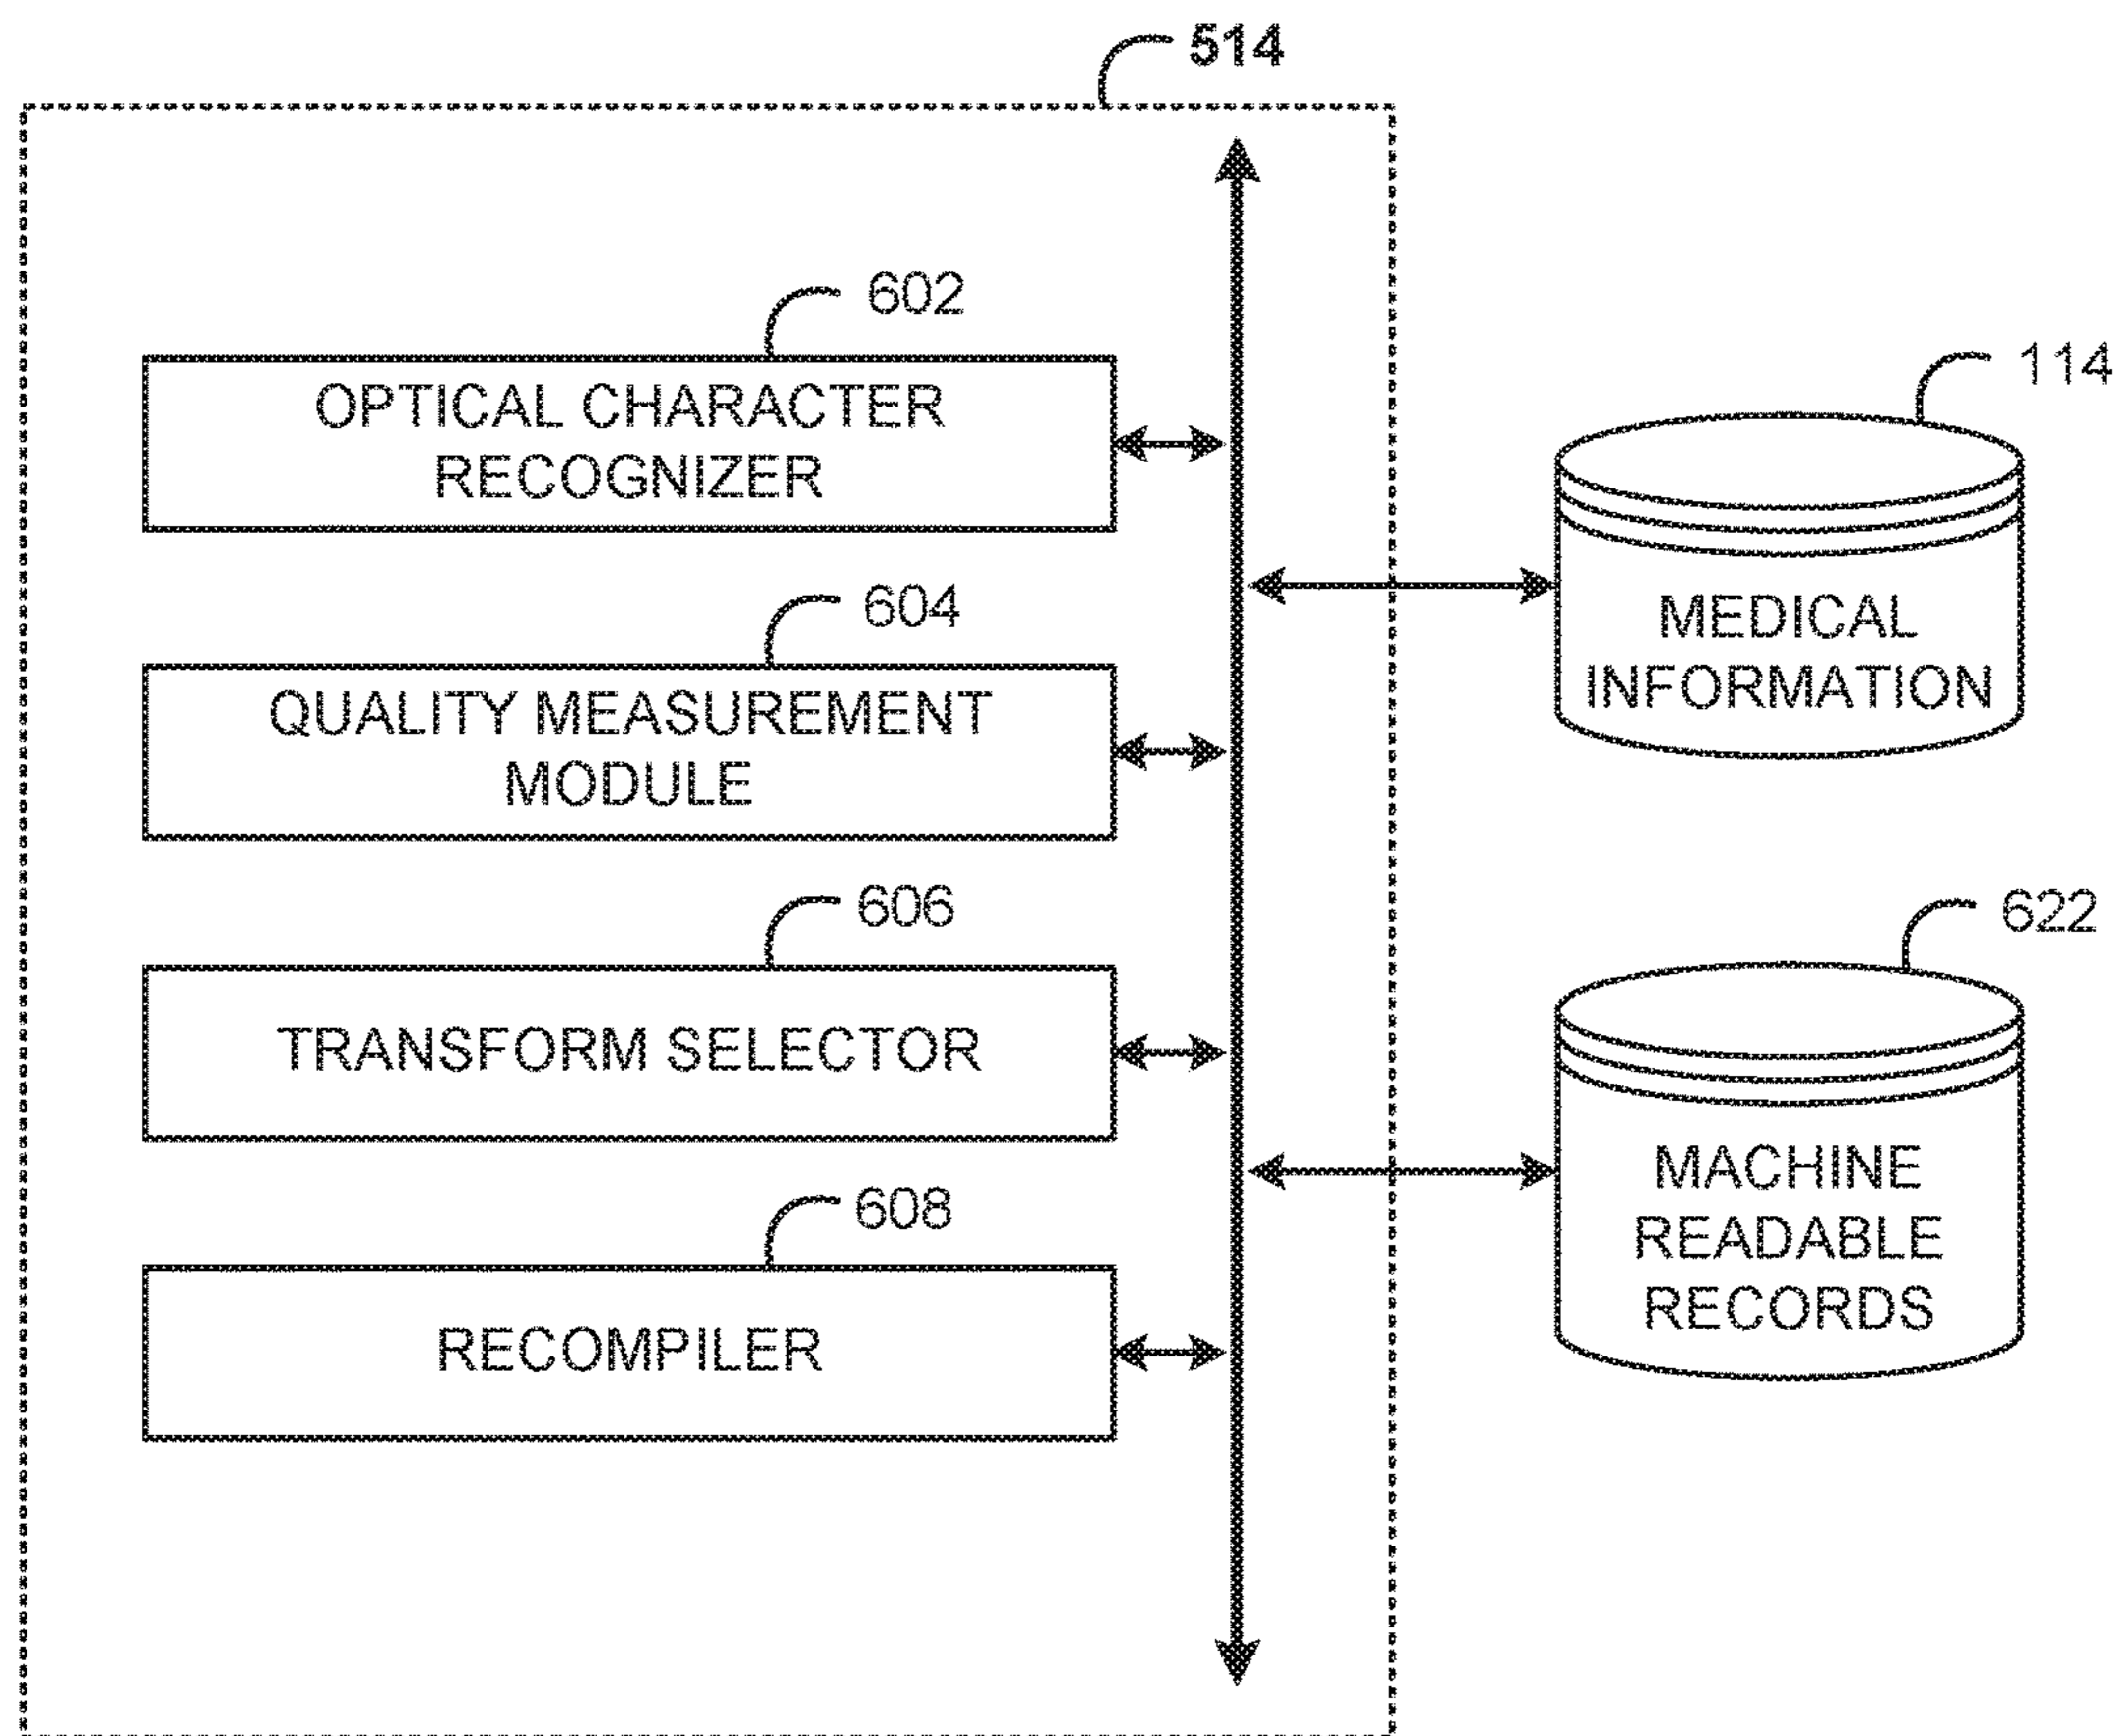 514
602
OPTICAL CHARACTER
RECOGNIZER
114
MEDICAL
INFORMATION
604
QUALITY MEASUREMENT
MODULE
606
TRANSFORM SELECTOR
622
MACHINE
READABLE
RECORDS
608
RECOMPILER